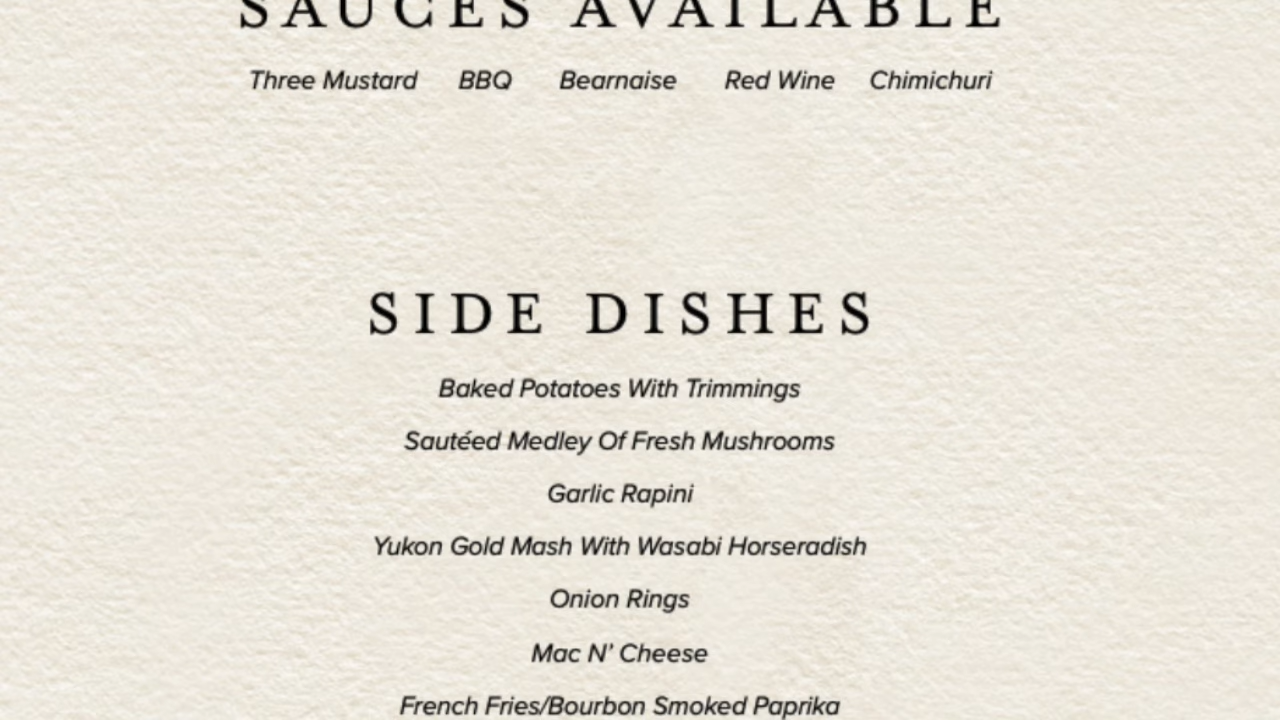 SAUCES AVAILABLE
Three Mustard BBQ Bearnaise Red Wine Chimichuri
SIDE DISHES
Baked Potatoes With Trimmings
Sautéed Medley Of Fresh Mushrooms
Garlic Rapini
Yukon Gold Mash With Wasabi Horseradish
Onion Rings
Mac N’ Cheese
French Fries/Bourbon Smoked Paprika